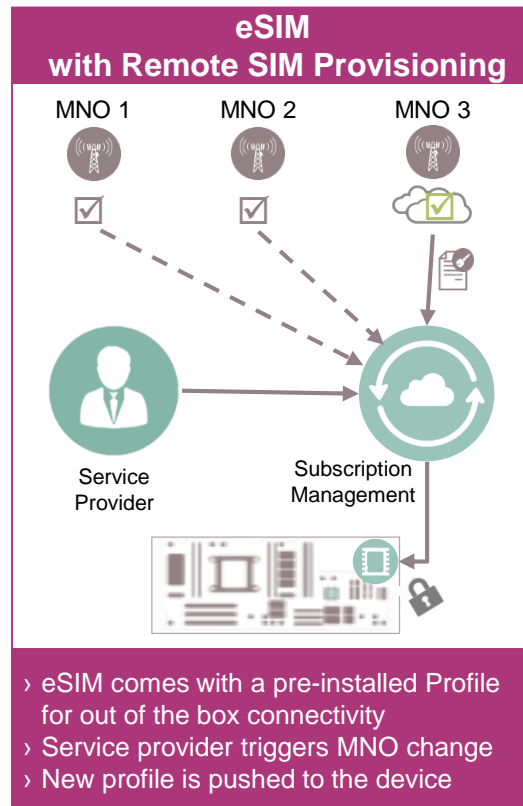 eSIM
with Remote SIM Provisioning
MNO 1 MNO 2 MNO 3
Service
Provider
Subscription
Management
› eSIM comes with a pre-installed Profile
for out of the box connectivity
› Service provider triggers MNO change
› New profile is pushed to the device